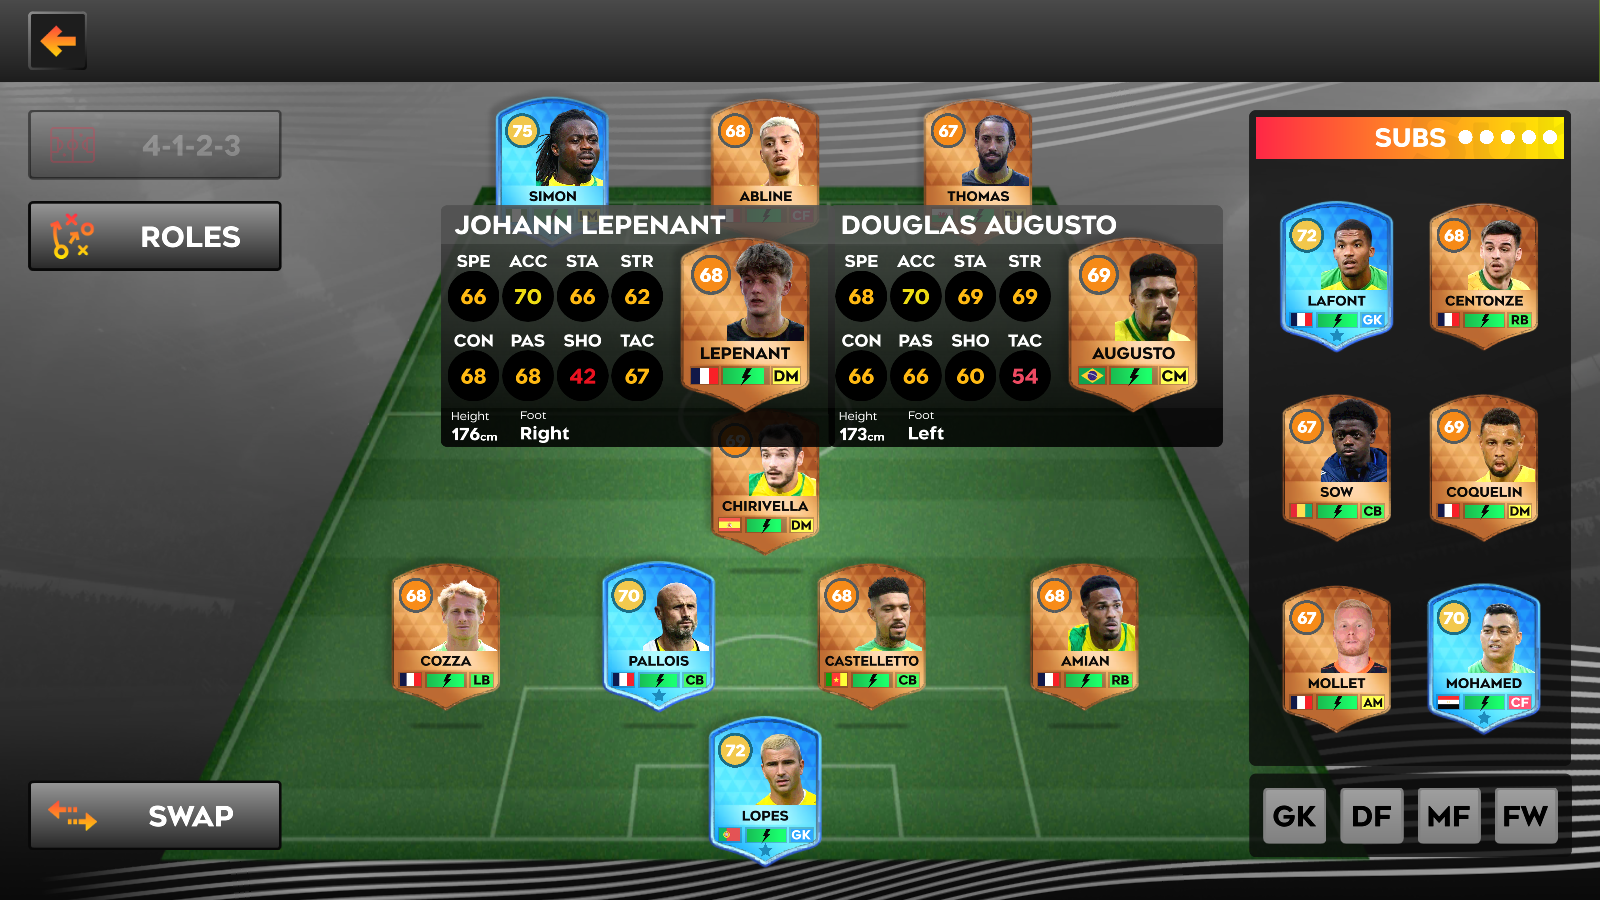 4-1-2-3
ROLES
75
SIMON
68
ABLINE
CF
67
THOMAS
JOHANN LEPENANT
SPE ACC STA STR
66 70 66 62
CON PAS SHO TAC
68 68 42 67
Height Foot
176cm Right
68
LEPENANT
DM
DOUGLAS AUGUSTO
SPE ACC STA STR
68 70 69 69
CON PAS SHO TAC
66 66 60 54
Height Foot
173cm Left
69
AUGUSTO
CM
69
CHIRIVELLA
DM
68
COZZA
LB
70
PALLOIS
CB
68
CASTELLETTO
CB
68
AMIAN
RB
72
LOPES
GK
SWAP
SUBS
72
LAFONT
GK
68
CENTONZE
RB
67
SOW
CB
69
COQUELIN
DM
67
MOLLET
AM
70
MOHAMED
CF
GK DF MF FW